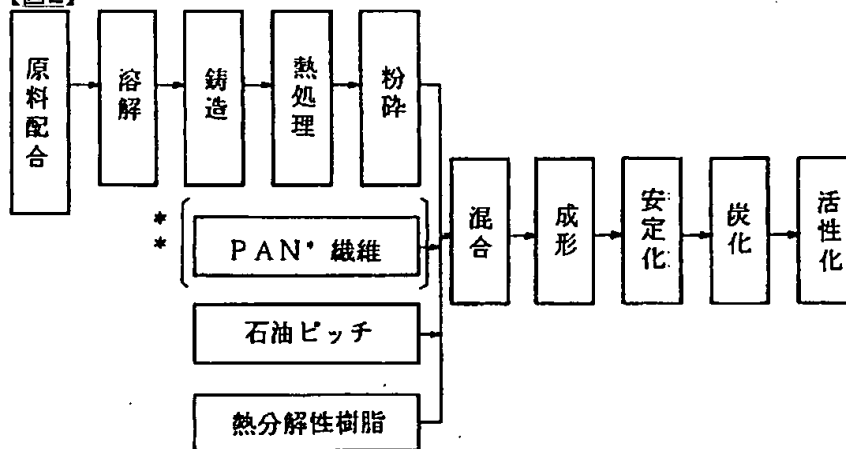 原料配合
溶解
鋳造
熱処理
粉砕
**
PAN* 繊維
石油ピッチ
熱分解性樹脂
混合
成形
安定化
炭化
活性化